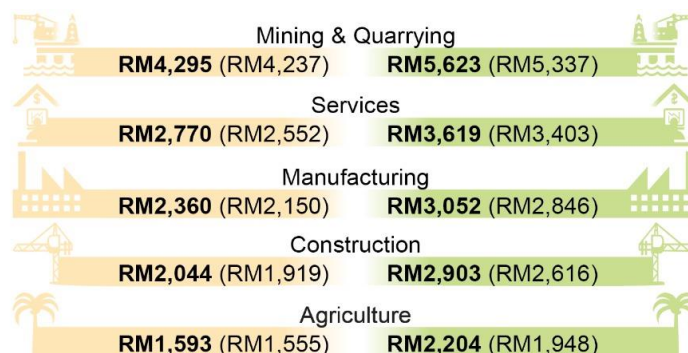 Mining & Quarrying
RM4,295 (RM4,237) RM5,623 (RM5,337)
Services
RM2,770 (RM2,552) RM3,619 (RM3,403)
Manufacturing
RM2,360 (RM2,150) RM3,052 (RM2,846)
Construction
RM2,044 (RM1,919) RM2,903 (RM2,616)
Agriculture
RM1,593 (RM1,555) RM2,204 (RM1,948)